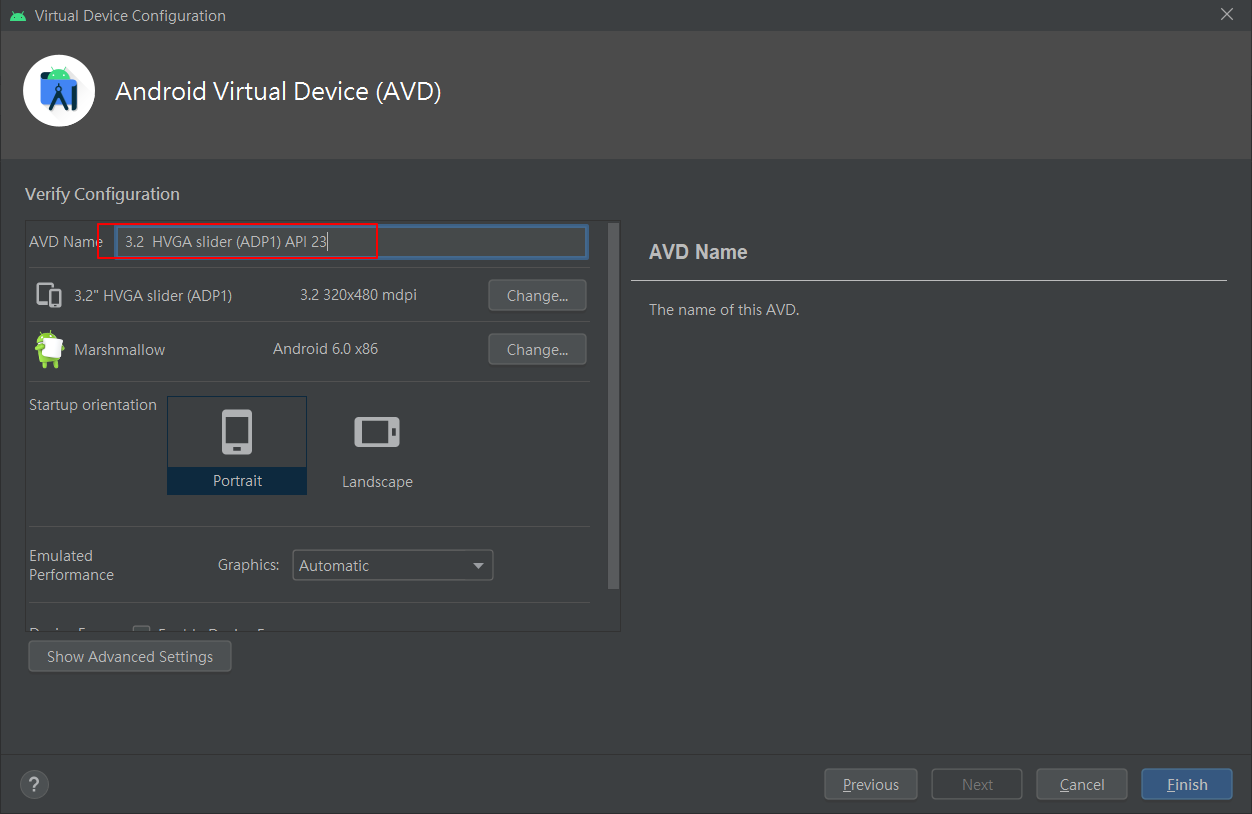 Virtual Device Configuration
Android Virtual Device (AVD)
Verify Configuration
AVD Name 3.2  HVGA slider (ADP1) API 23
3.2" HVGA slider (ADP1) 3.2 320x480 mdpi Change...
Marshmallow Android 6.0 x86 Change...
Startup orientation
Portrait
Landscape
Emulated
Performance
Graphics: Automatic
Show Advanced Settings
AVD Name
The name of this AVD.
?
Previous Next Cancel Finish